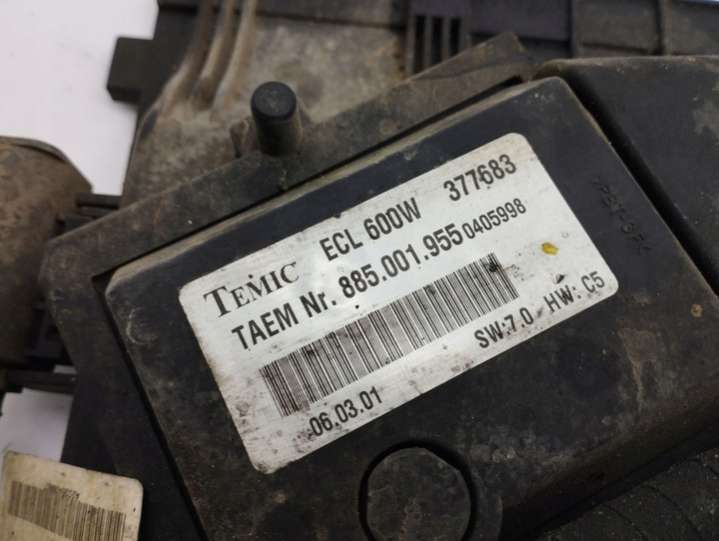 TEMIC ECL 600W 377683
TAEM Nr. 885.001.955 0405998
SW:7.0 HW: C5
06.03.01